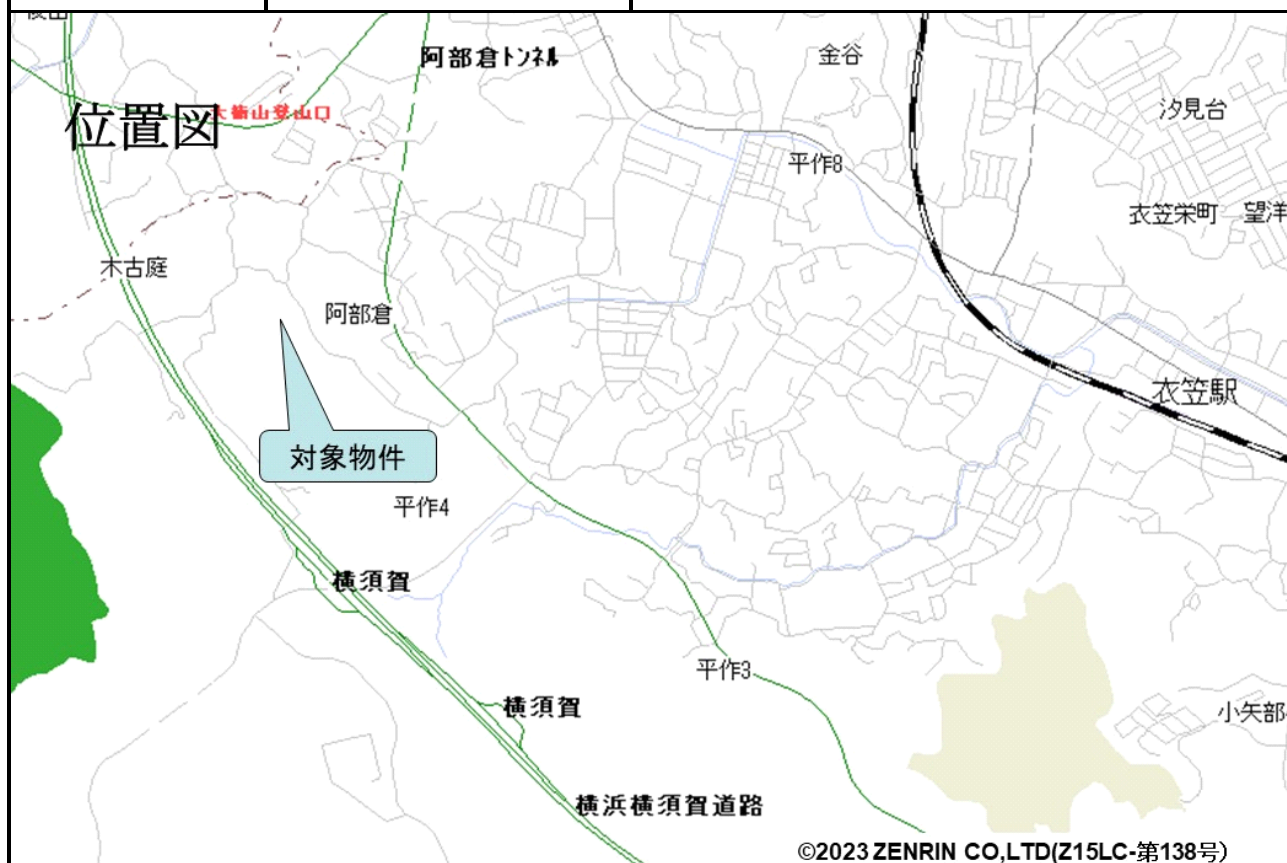 阿部倉トンネル
金谷
汐見台
位置図
大楠山登山口
平作8
衣笠栄町
望洋
木古庭
阿部倉
衣笠駅
対象物件
平作4
横須賀
平作3
横須賀
小矢部
横浜横須賀道路
©2023 ZENRIN CO,LTD(Z15LC-第138号)